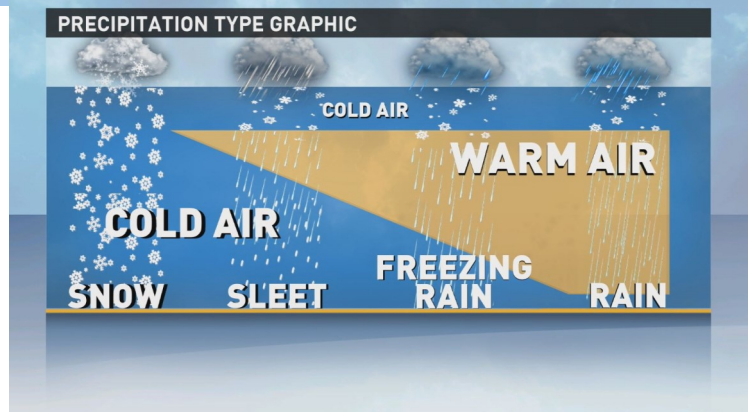 PRECIPITATION TYPE GRAPHIC
COLD AIR
WARM AIR
COLD AIR
SNOW
SLEET
FREEZING
RAIN
RAIN